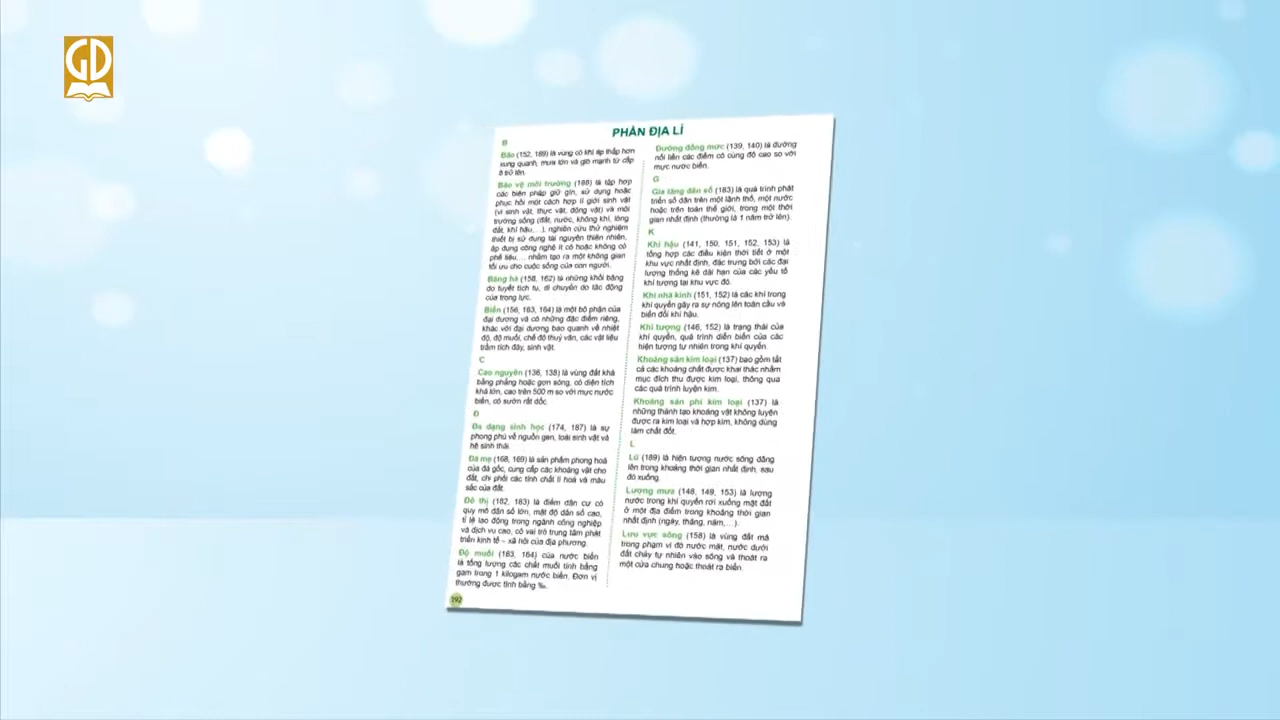 GD
PHẦN ĐỊA LÍ
B
Bão (152, 189) là vùng có khí áp thấp hơn
xung quanh, mưa lớn và gió mạnh từ cấp
8 trở lên.
Bảo vệ môi trường (188) là tập hợp
các biện pháp giữ gìn, sử dụng hoặc
phục hồi một cách hợp lí giới sinh vật
(vi sinh vật, thực vật, động vật) và môi
trường sống (đất, nước, không khí, lòng
đất, khí hậu,...), nghiên cứu thử nghiệm
thiết bị sử dụng tài nguyên thiên nhiên,
áp dụng công nghệ ít có hoặc không có
phế liệu,... nhằm tạo ra một không gian
tối ưu cho cuộc sống của con người.
Băng hà (158, 162) là những khối băng
do tuyết tích tụ, di chuyển do tác động
của trọng lực.
Biển (156, 163, 164) là một bộ phận của
đại dương và có những đặc điểm riêng,
khác với đại dương bao quanh về nhiệt
độ, độ muối, chế độ thuỷ văn, các vật liệu
trầm tích đáy, sinh vật.
C
Cao nguyên (136, 138) là vùng đất khá
bằng phẳng hoặc gợn sóng, có diện tích
khá lớn, cao trên 500 m so với mực nước
biển, có sườn rất dốc.
Đ
Đa dạng sinh học (174, 187) là sự
phong phú về nguồn gen, loài sinh vật và
hệ sinh thái.
Đá mẹ (168, 169) là sản phẩm phong hoá
của đá gốc, cung cấp các khoáng vật cho
đất, chi phối các tính chất lí hoá và màu
sắc của đất.
Đô thị (182, 183) là điểm dân cư có
quy mô dân số lớn, mật độ dân số cao,
tỉ lệ lao động trong ngành công nghiệp
và dịch vụ cao, có vai trò trung tâm phát
triển kinh tế – xã hội của địa phương.
Độ muối (163, 164) của nước biển
là tổng lượng các chất muối tính bằng
gam trong 1 kilogam nước biển. Đơn vị
thường được tính bằng ‰.
192
Đường đồng mức (139, 140) là đường
nối liền các điểm có cùng độ cao so với
mực nước biển.
G
Gia tăng dân số (183) là quá trình phát
triển số dân trên một lãnh thổ, một nước
hoặc trên toàn thế giới, trong một thời
gian nhất định (thường là 1 năm trở lên).
K
Khí hậu (141, 150, 151, 152, 153) là
tổng hợp các điều kiện thời tiết ở một
khu vực nhất định, đặc trưng bởi các đại
lượng thống kê dài hạn của các yếu tố
khí tượng tại khu vực đó.
Khí nhà kính (151, 152) là các khí trong
khí quyển gây ra sự nóng lên toàn cầu và
biến đổi khí hậu.
Khí tượng (146, 152) là trạng thái của
khí quyển, quá trình diễn biến của các
hiện tượng tự nhiên trong khí quyển.
Khoáng sản kim loại (137) bao gồm tất
cả các khoáng chất được khai thác nhằm
mục đích thu được kim loại, thông qua
các quá trình luyện kim.
Khoáng sản phi kim loại (137) là
những thành tạo khoáng vật không luyện
được ra kim loại và hợp kim, không dùng
làm chất đốt.
L
Lũ (189) là hiện tượng nước sông dâng
lên trong khoảng thời gian nhất định, sau
đó xuống.
Lượng mưa (148, 149, 153) là lượng
nước trong khí quyển rơi xuống mặt đất
ở một địa điểm trong khoảng thời gian
nhất định (ngày, tháng, năm,...).
Lưu vực sông (158) là vùng đất mà
trong phạm vi đó nước mặt, nước dưới
đất chảy tự nhiên vào sông và thoát ra
một cửa chung hoặc thoát ra biển.